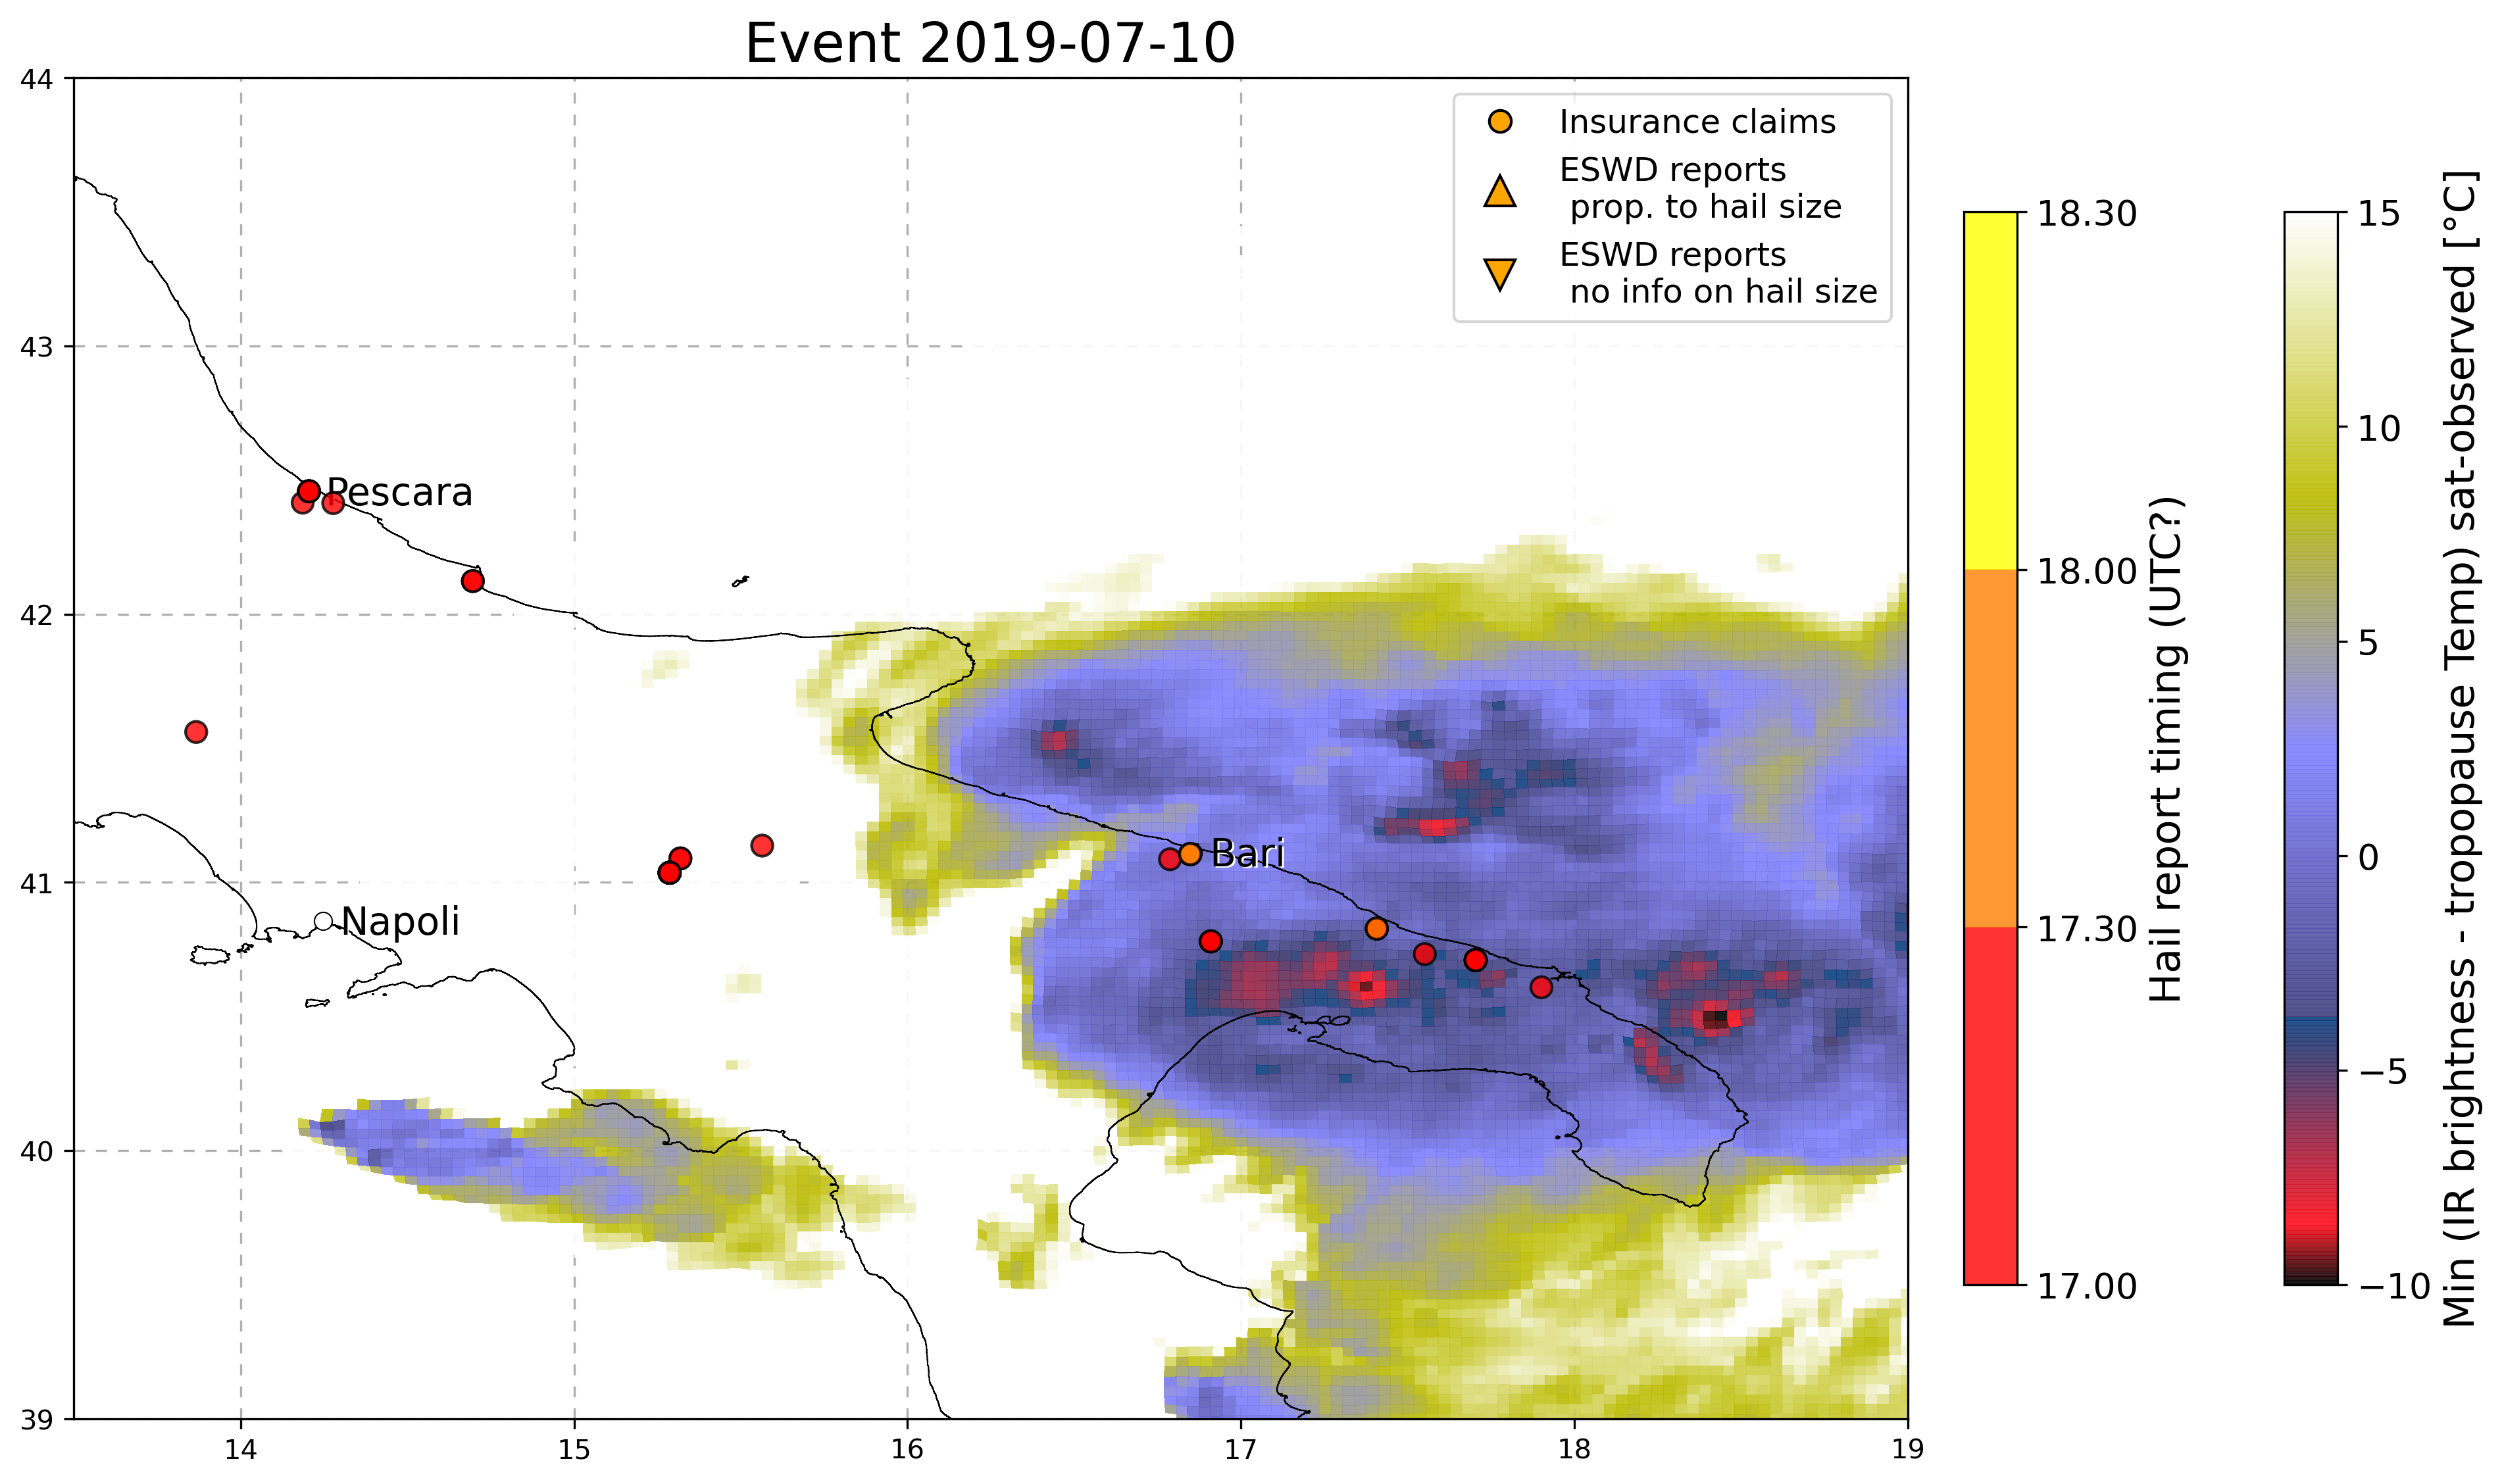 Event 2019-07-10
44
43
42
41
40
39
14
15
16
17
18
19
Insurance claims
ESWD reports
prop. to hail size
ESWD reports
no info on hail size
Pescara
Napoli
Bari
18.30
18.00
17.30
17.00
Hail report timing (UTC?)
15
10
5
0
−5
−10
Min (IR brightness - tropopause Temp) sat-observed [°C]